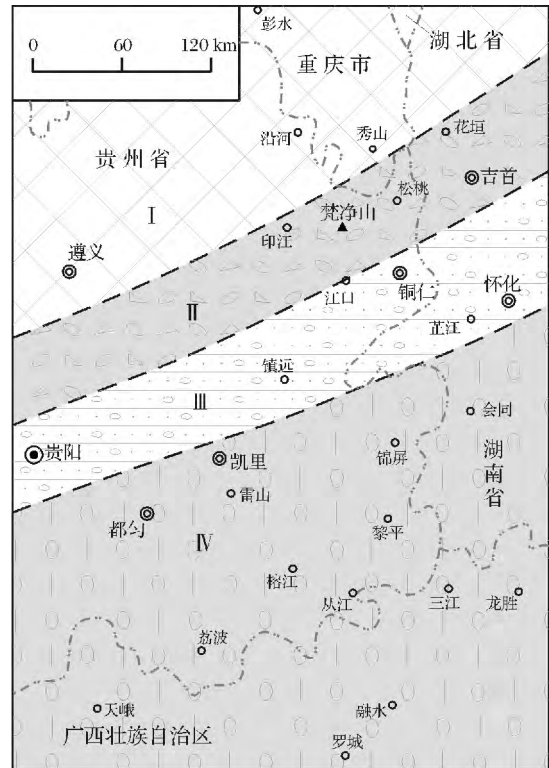 0 60 120 km
彭水
湖北省
重庆市
沿河
秀山
花垣
贵州省
吉首
松桃
Ⅰ
梵净山
印江
遵义
江口
铜仁
怀化
Ⅱ
芷江
镇远
Ⅲ
会同
贵阳
凯里
锦屏
湖南省
雷山
都匀
Ⅳ
黎平
榕江
从江
三江
龙胜
荔波
天峨
融水
广西壮族自治区
罗城